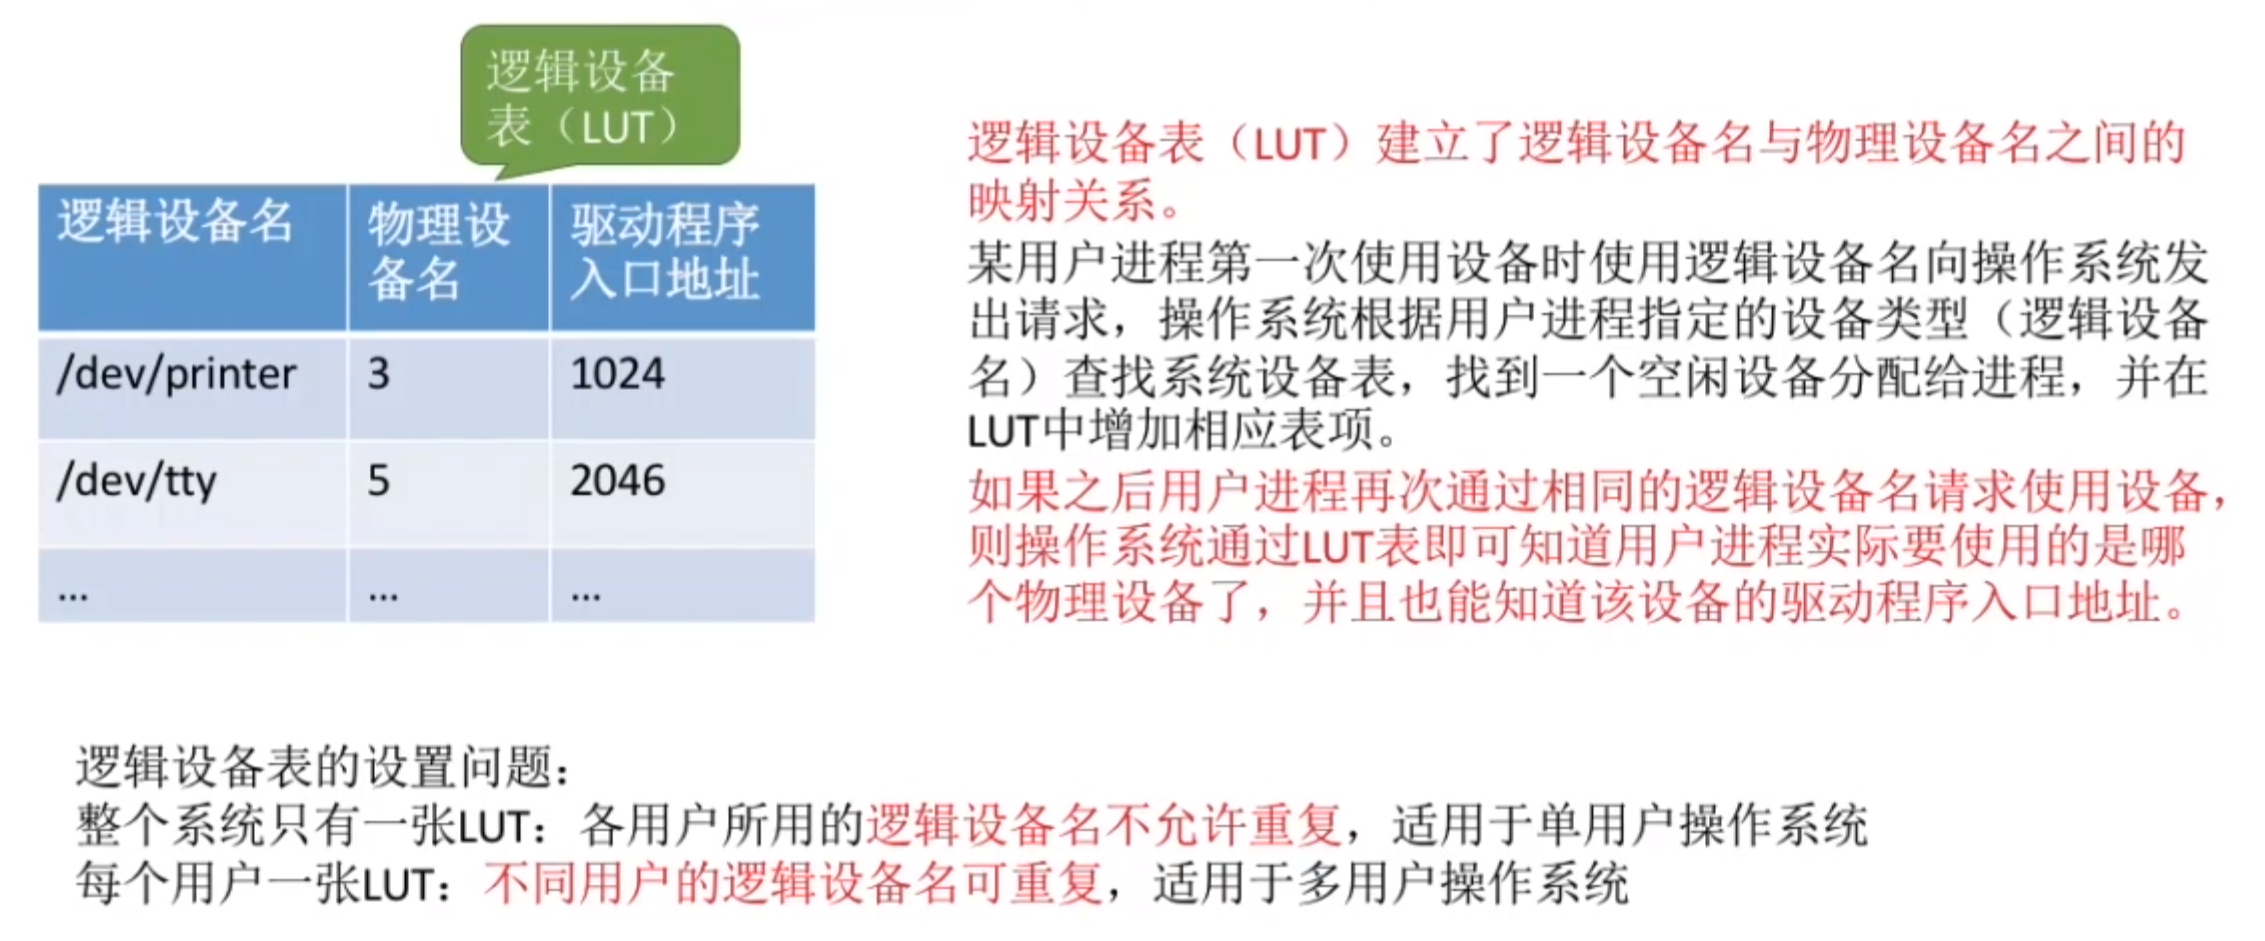 逻辑设备
表（LUT）
逻辑设备名
物理设
备名
驱动程序
入口地址
/dev/printer
3
1024
/dev/tty
5
2046
...
...
...
逻辑设备表（LUT）建立了逻辑设备名与物理设备名之间的
映射关系。
某用户进程第一次使用设备时使用逻辑设备名向操作系统发
出请求，操作系统根据用户进程指定的设备类型（逻辑设备
名）查找系统设备表，找到一个空闲设备分配给进程，并在
LUT中增加相应表项。
如果之后用户进程再次通过相同的逻辑设备名请求使用设备，
则操作系统通过LUT表即可知道用户进程实际要使用的是哪
个物理设备了，并且也能知道该设备的驱动程序入口地址。
逻辑设备表的设置问题：
整个系统只有一张LUT：各用户所用的逻辑设备名不允许重复，适用于单用户操作系统
每个用户一张LUT：不同用户的逻辑设备名可重复，适用于多用户操作系统